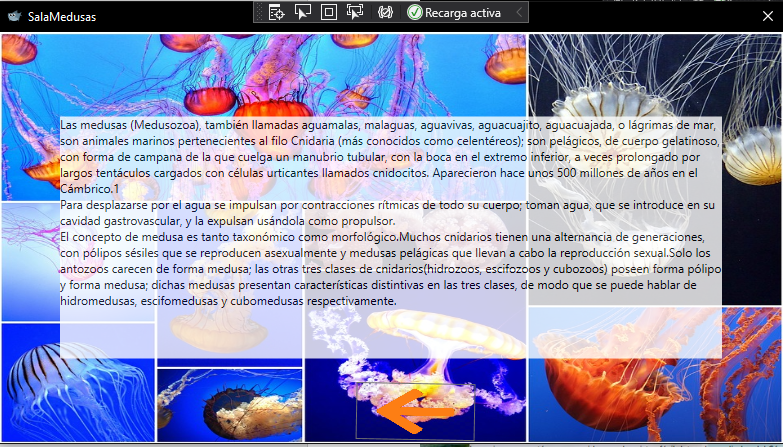 SalaMedusas
Recarga activa
Las medusas (Medusozoa), también llamadas aguamalas, malaguas, aguavivas, aguacuajito, aguacuajada, o lágrimas de mar,
son animales marinos pertenecientes al filo Cnidaria (más conocidos como celentéreos); son pelágicos, de cuerpo gelatinoso,
con forma de campana de la que cuelga un manubrio tubular, con la boca en el extremo inferior, a veces prolongado por
largos tentáculos cargados con células urticantes llamados cnidocitos. Aparecieron hace unos 500 millones de años en el
Cámbrico.1
Para desplazarse por el agua se impulsan por contracciones rítmicas de todo su cuerpo; toman agua, que se introduce en su
cavidad gastrovascular, y la expulsan usándola como propulsor.
El concepto de medusa es tanto taxonómico como morfológico.Muchos cnidarios tienen una alternancia de generaciones,
con pólipos sésiles que se reproducen asexualmente y medusas pelágicas que llevan a cabo la reproducción sexual.Solo los
antozoos carecen de forma medusa; las otras tres clases de cnidarios(hidrozoos, escifozoos y cubozoos) poseen forma pólipo
y forma medusa; dichas medusas presentan características distintivas en las tres clases, de modo que se puede hablar de
hidromedusas, escifomedusas y cubomedusas respectivamente.